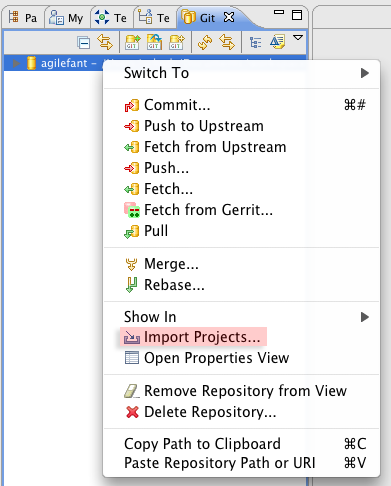 Pa
My
Te
Te
Git
agilefant –
Switch To
Commit... ⌘#
Push to Upstream
Fetch from Upstream
Push...
Fetch...
Fetch from Gerrit...
Pull
Merge...
Rebase...
Show In
Import Projects...
Open Properties View
Remove Repository from View
Delete Repository...
Copy Path to Clipboard ⌘C
Paste Repository Path or URI ⌘V